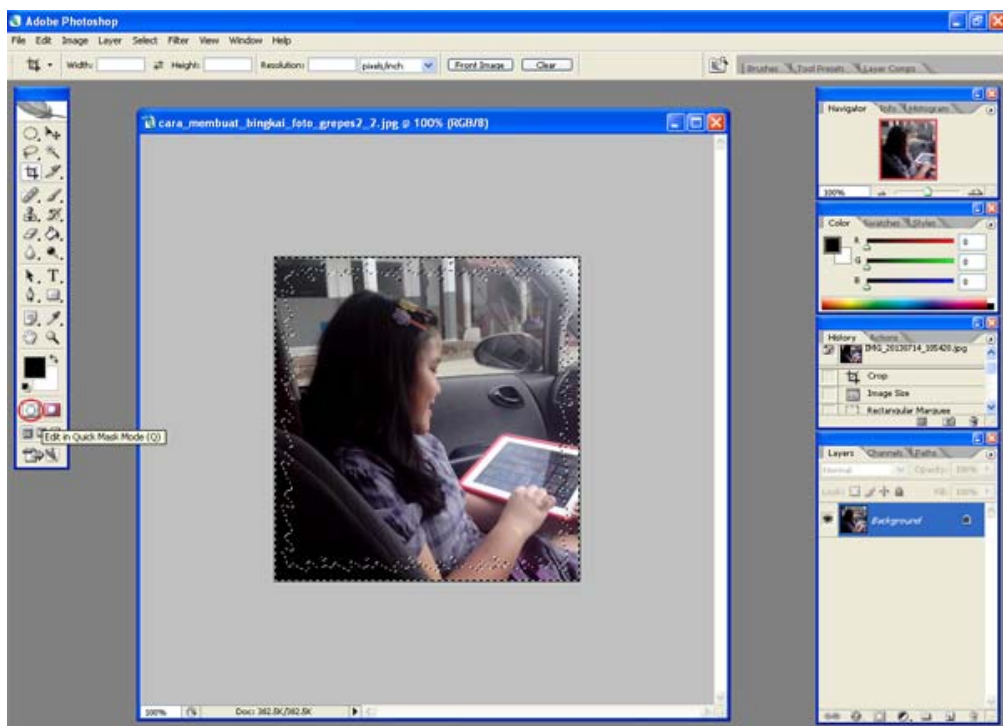 Adobe Photoshop
File Edit Image Layer Select Filter View Window Help
Width: Height: Resolution: pixels/inch Front Image Clear
Brushes Tool Presets Layer Comps
cara_membuat_bingkai_foto_grepes2_2.jpg @ 100% (RGB/8)
Navigator Info Histogram
100%
Color Swatches Styles
R 0
G 0
B 0
History Actions
IMG_20130714_105420.jpg
Crop
Image Size
Rectangular Marquee
Edit in Quick Mask Mode (Q)
Layers Channels Paths
Normal Opacity: 100%
Lock: Fill: 100%
Background
100% Doc: 362.5K/362.5K